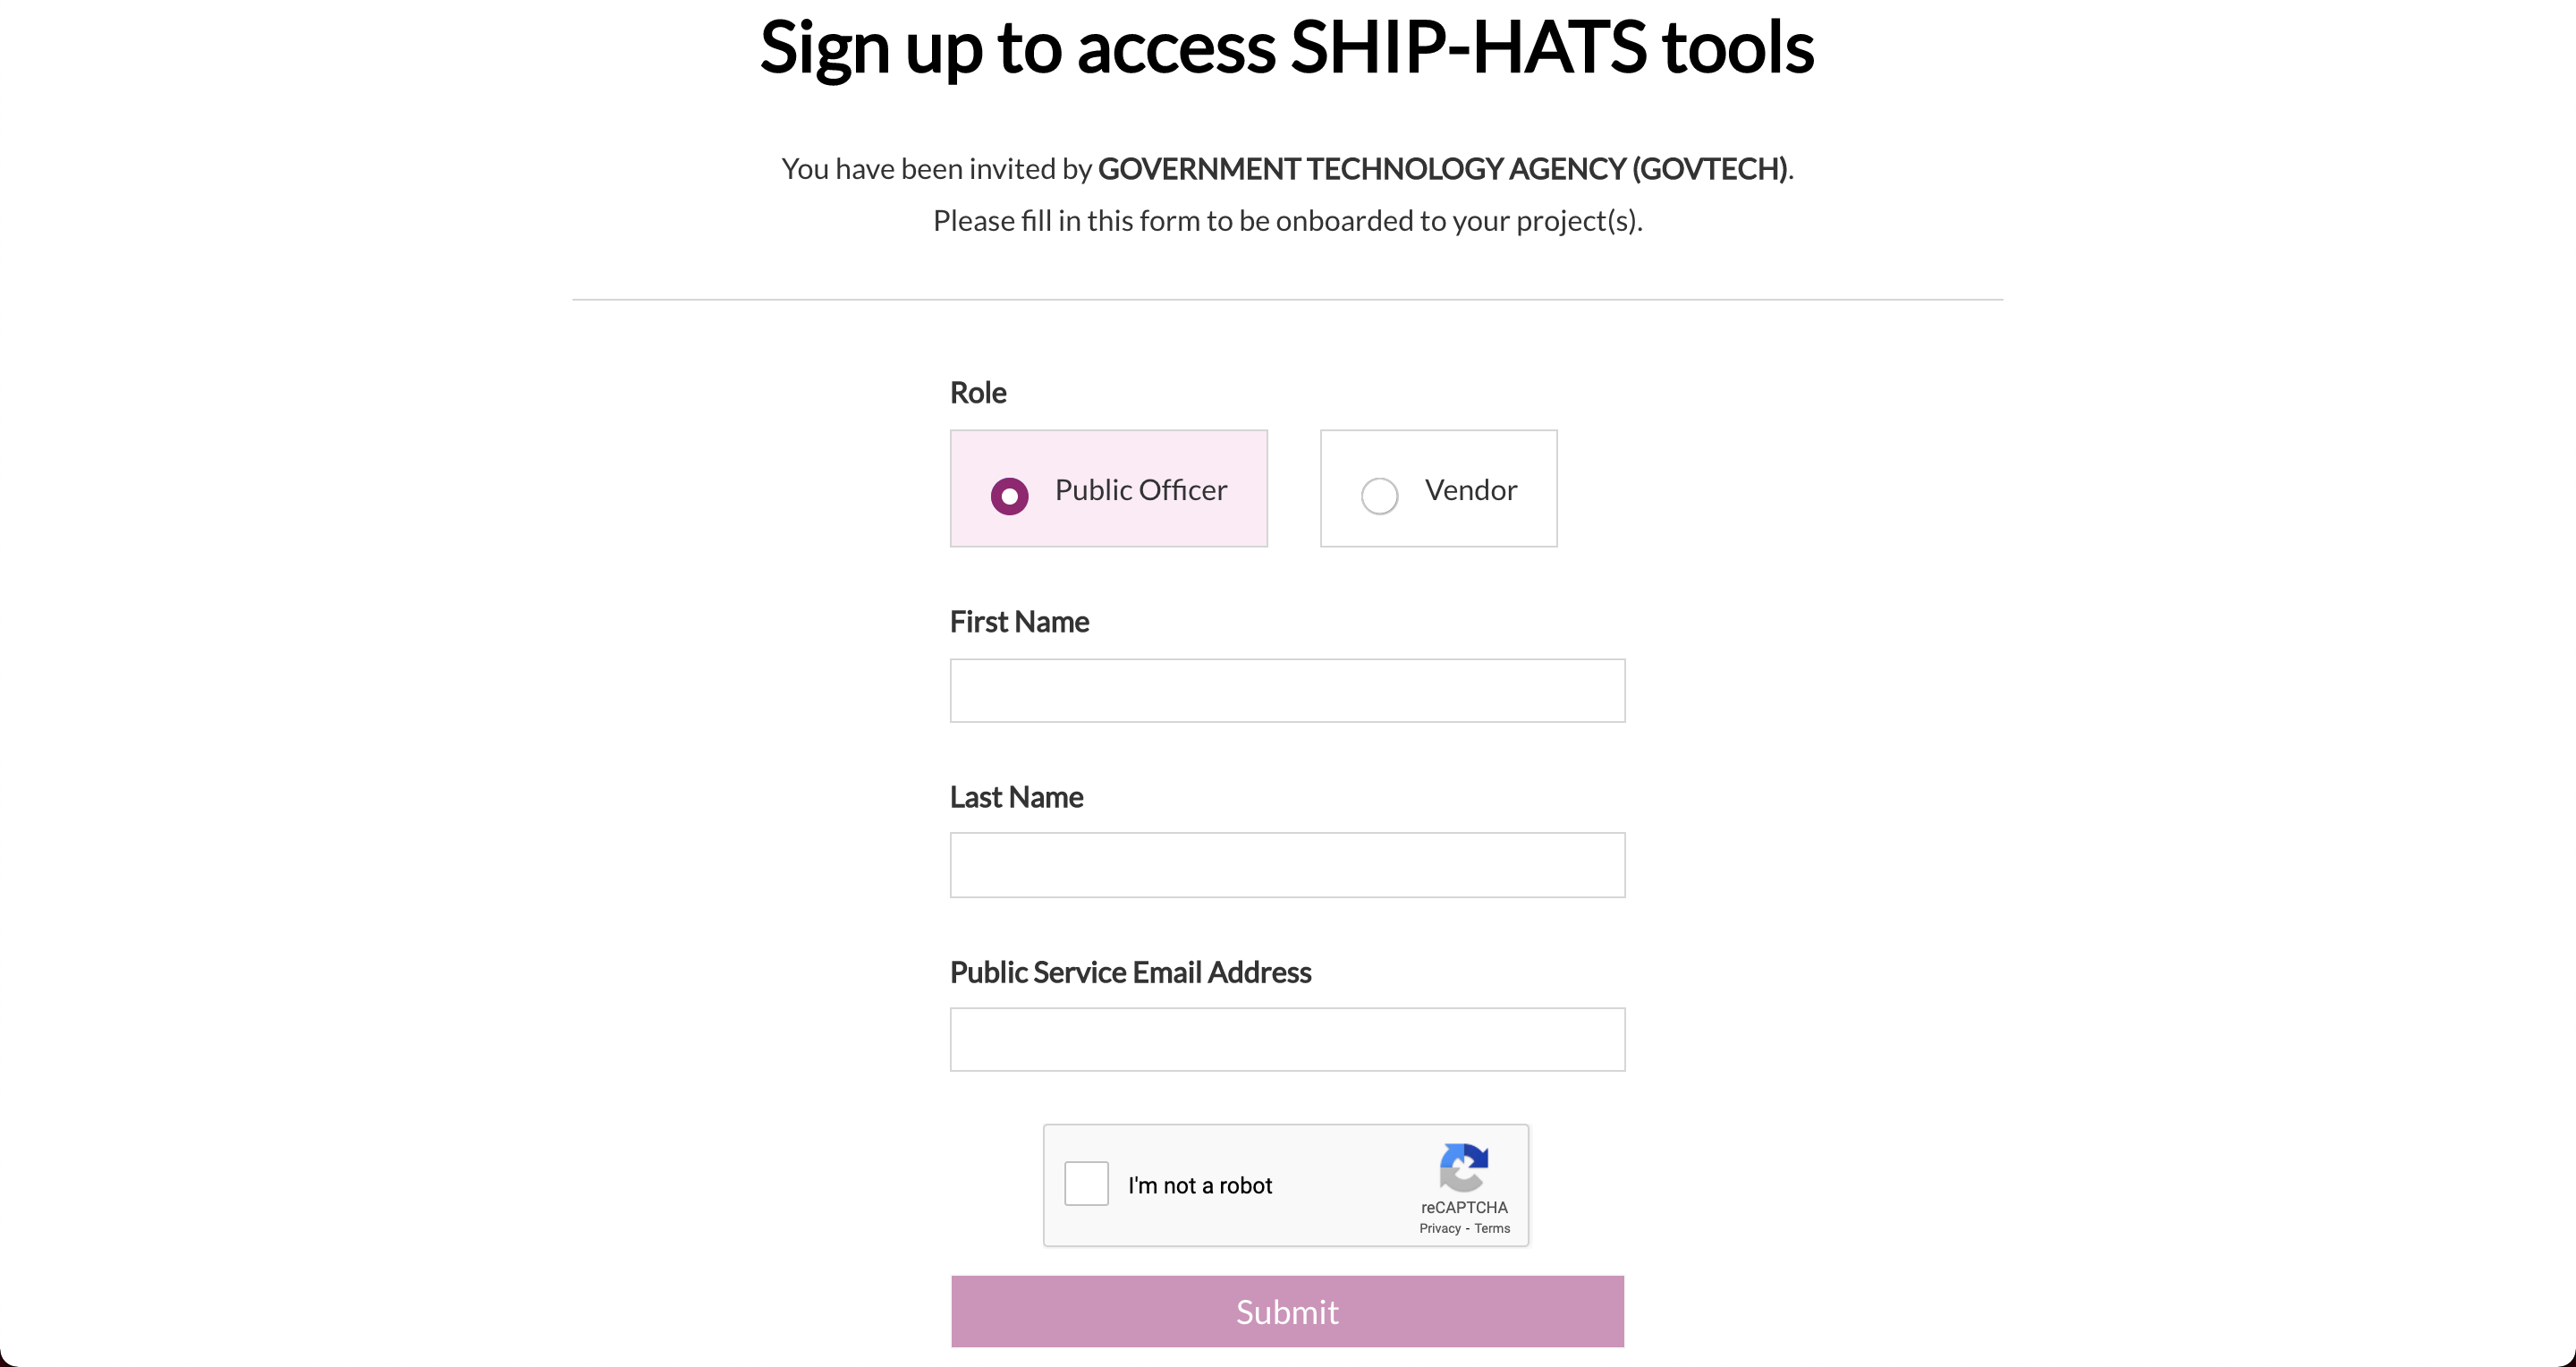 Sign up to access SHIP-HATS tools
You have been invited by GOVERNMENT TECHNOLOGY AGENCY (GOVTECH).
Please fill in this form to be onboarded to your project(s).
Role
Public Officer
Vendor
First Name
Last Name
Public Service Email Address
I'm not a robot
reCAPTCHA
Privacy - Terms
Submit